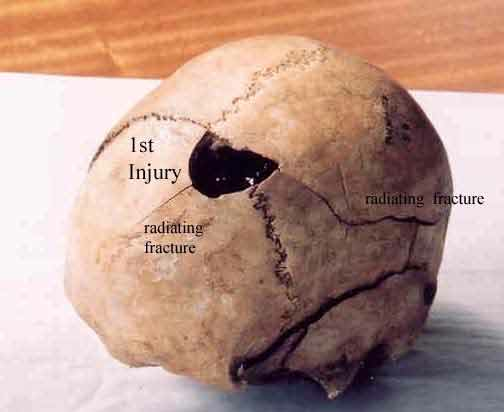 1st
Injury
radiating fracture
radiating
fracture